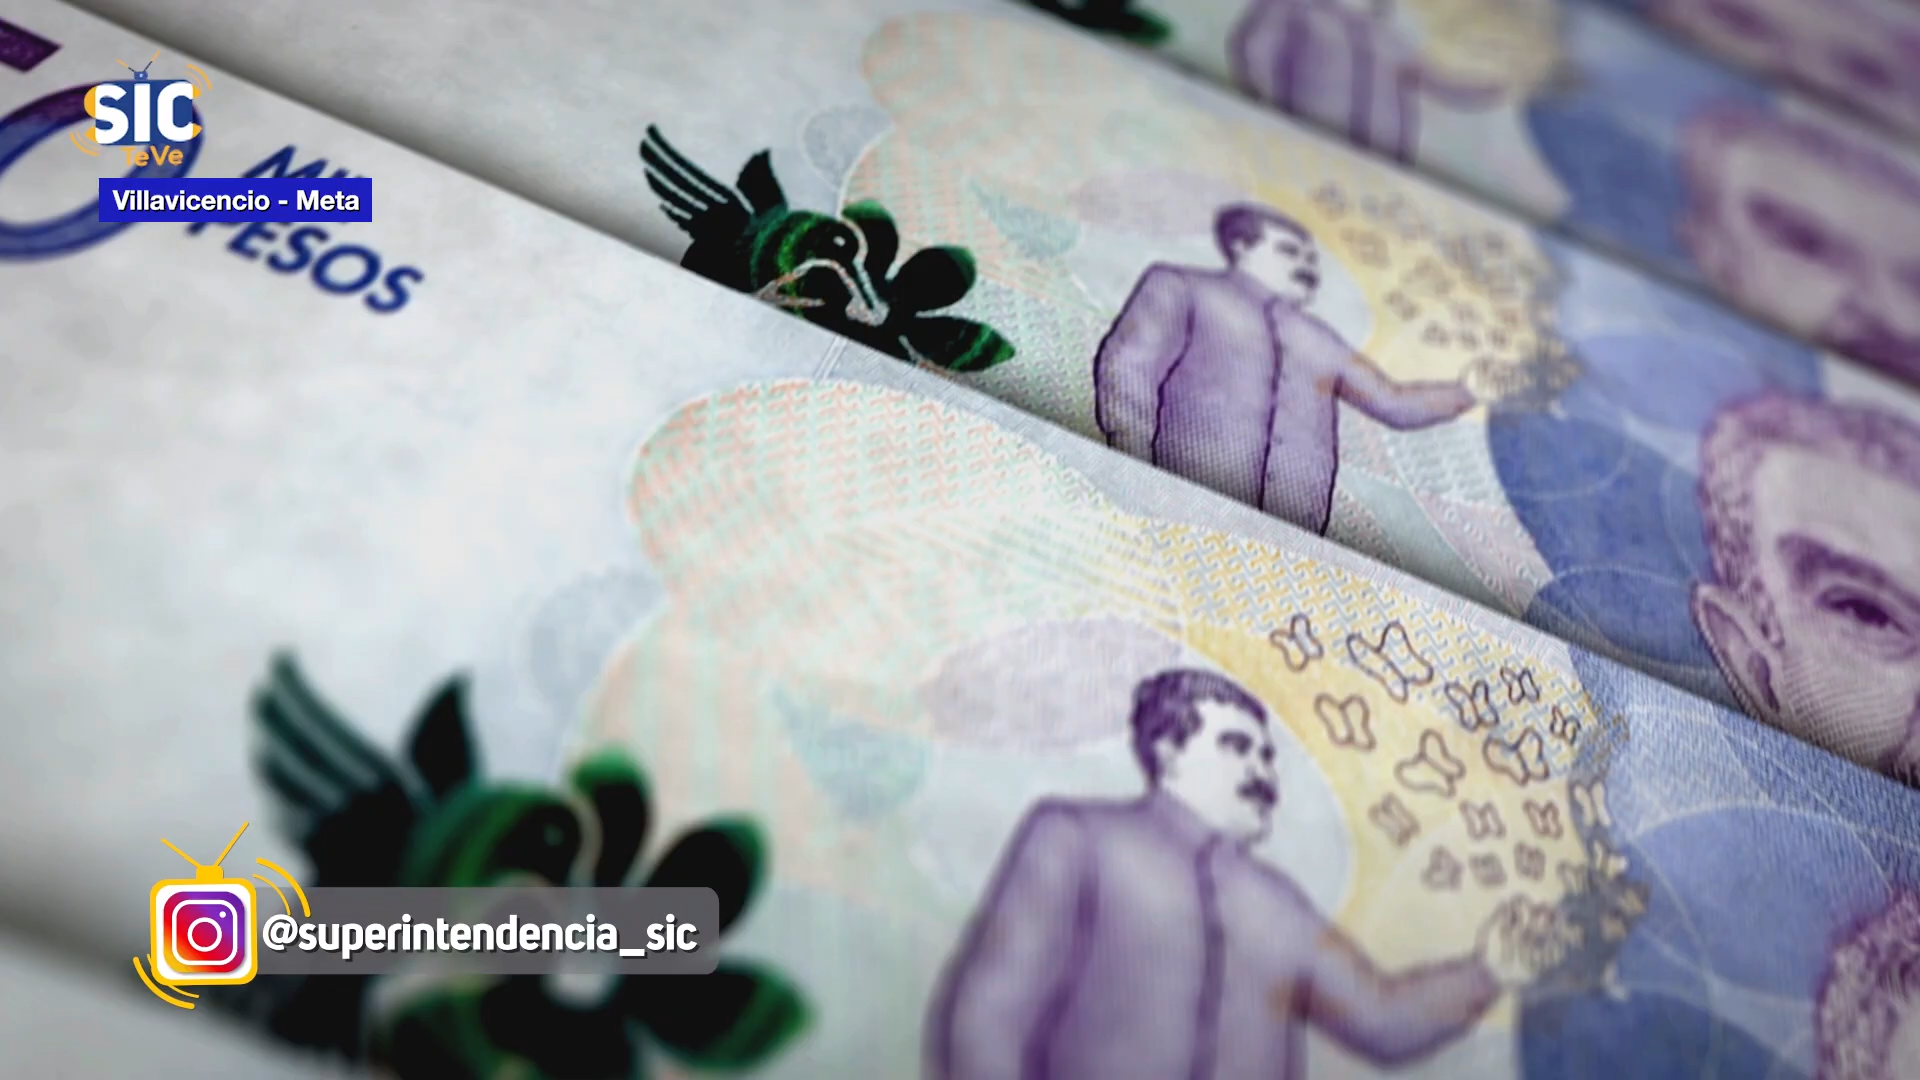 SIC
TeVe
Villavicencio - Meta
PESOS
@superintendencia_sic